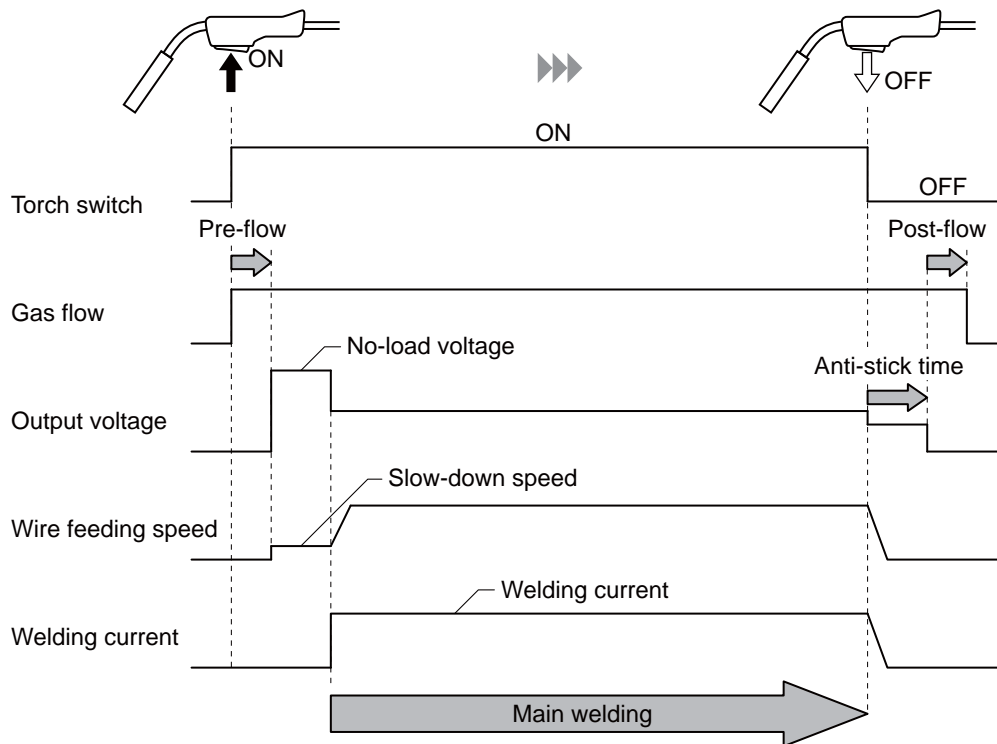 ON
OFF
ON
Torch switch
OFF
Pre-flow
Post-flow
Gas flow
No-load voltage
Anti-stick time
Output voltage
Slow-down speed
Wire feeding speed
Welding current
Welding current
Main welding